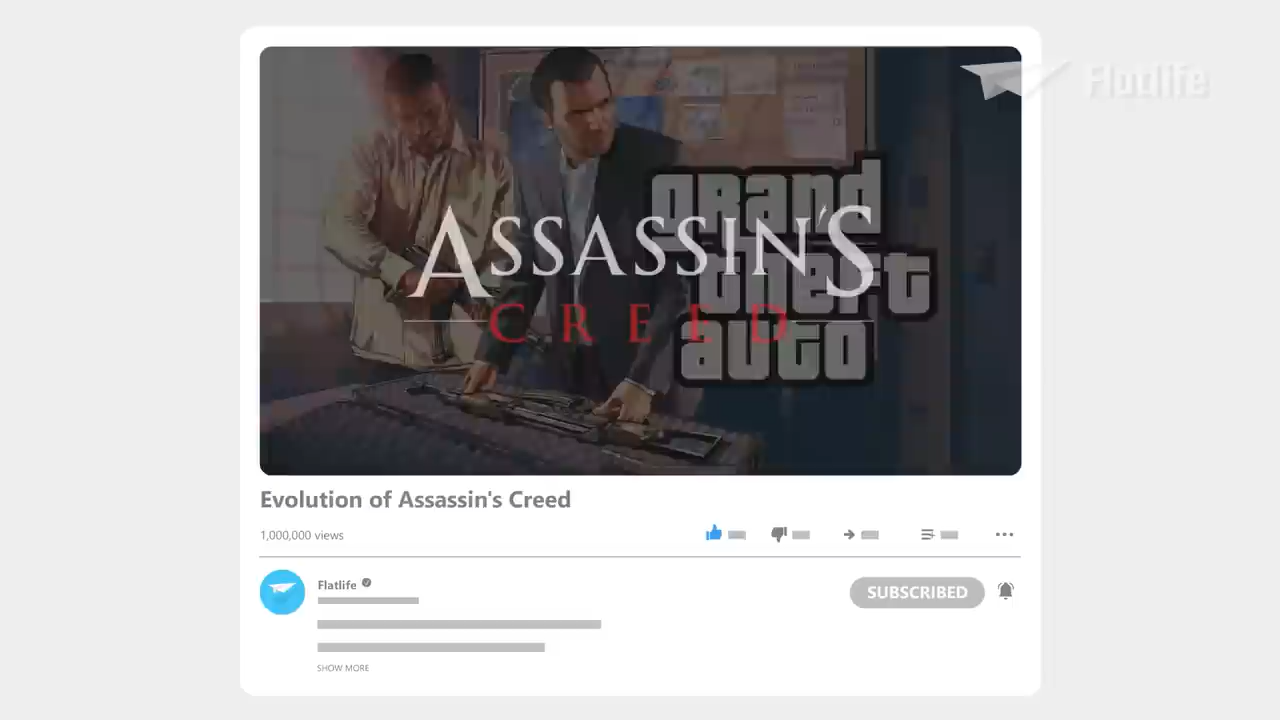 Flatlife
grand
theft
auto
ASSASSIN'S
CREED
Evolution of Assassin's Creed
1,000,000 views
Flatlife
SUBSCRIBED
SHOW MORE